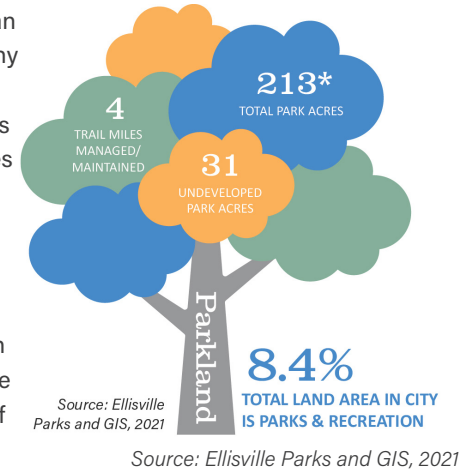 213*
TOTAL PARK ACRES
4
TRAIL MILES
MANAGED/
MAINTAINED
31
UNDEVELOPED
PARK ACRES
Parkland
8.4%
TOTAL LAND AREA IN CITY
IS PARKS & RECREATION
Source: Ellisville
Parks and GIS, 2021
Source: Ellisville Parks and GIS, 2021